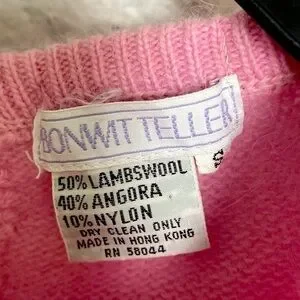 BONWIT TELLER
S
50% LAMBSWOOL
40% ANGORA
10% NYLON
DRY CLEAN ONLY
MADE IN HONG KONG
RN 58044